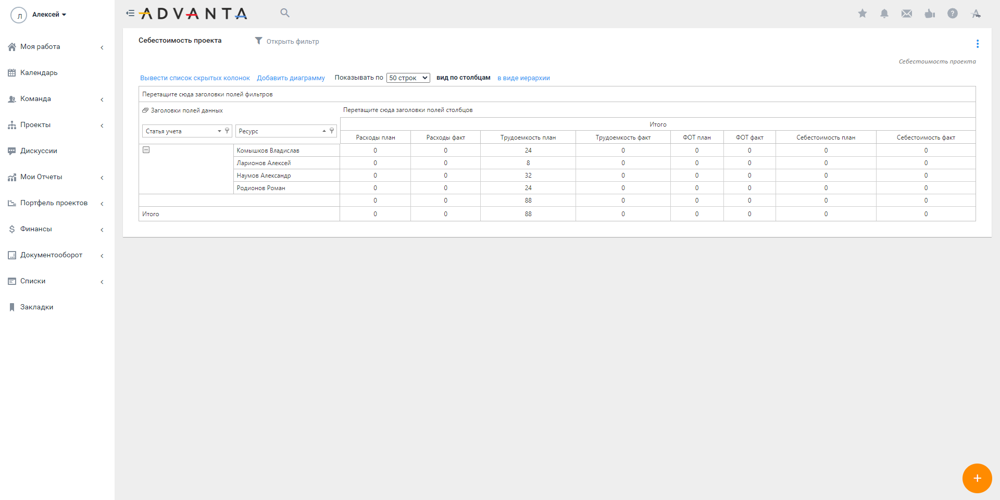 Л Алексей
ADVANTA
Моя работа
Календарь
Команда
Проекты
Дискуссии
Мои Отчеты
Портфель проектов
Финансы
Документооборот
Списки
Закладки
Себестоимость проекта Открыть фильтр
Себестоимость проекта
Вывести список скрытых колонок Добавить диаграмму Показывать по 50 строк вид по столбцам в виде иерархии
Перетащите сюда заголовки полей фильтров
Заголовки полей данных Перетащите сюда заголовки полей столбцов
Статья учета Ресурс Итого
Расходы план Расходы факт Трудоемкость план Трудоемкость факт ФОТ план ФОТ факт Себестоимость план Себестоимость факт
Комышков Владислав 0 0 24 0 0 0 0 0
Ларионов Алексей 0 0 8 0 0 0 0 0
Наумов Александр 0 0 32 0 0 0 0 0
Родионов Роман 0 0 24 0 0 0 0 0
0 0 88 0 0 0 0 0
Итого 0 0 88 0 0 0 0 0